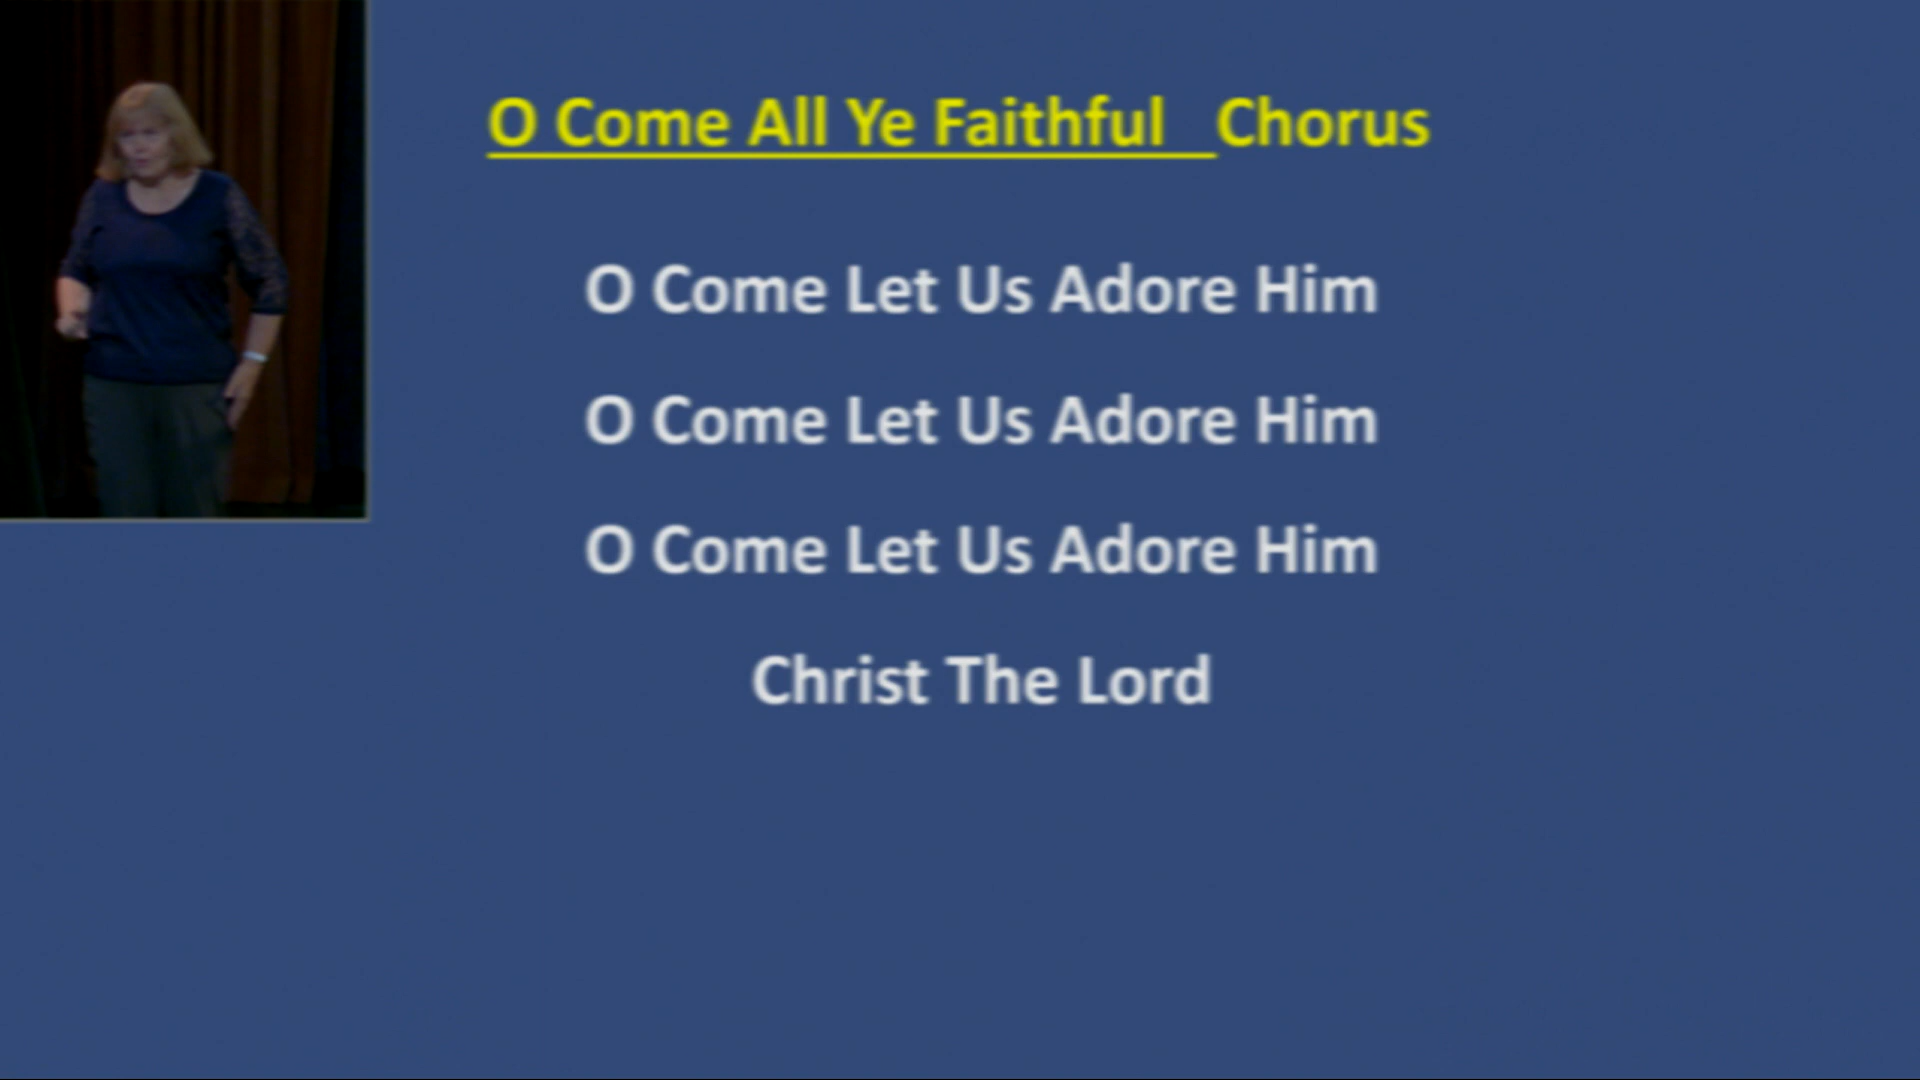 O Come All Ye Faithful Chorus
O Come Let Us Adore Him
O Come Let Us Adore Him
O Come Let Us Adore Him
Christ The Lord